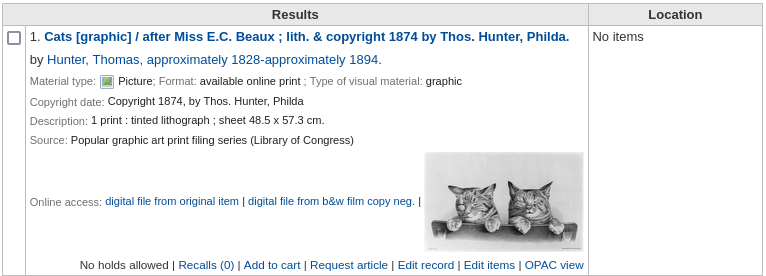 Results Location
1. Cats [graphic] / after Miss E.C. Beaux ; lith. & copyright 1874 by Thos. Hunter, Philda. No items
by Hunter, Thomas, approximately 1828-approximately 1894.
Material type: Picture; Format: available online print ; Type of visual material: graphic
Copyright date: Copyright 1874, by Thos. Hunter, Philda
Description: 1 print : tinted lithograph ; sheet 48.5 x 57.3 cm.
Source: Popular graphic art print filing series (Library of Congress)
Online access: digital file from original item | digital file from b&w film copy neg. |
No holds allowed | Recalls (0) | Add to cart | Request article | Edit record | Edit items | OPAC view